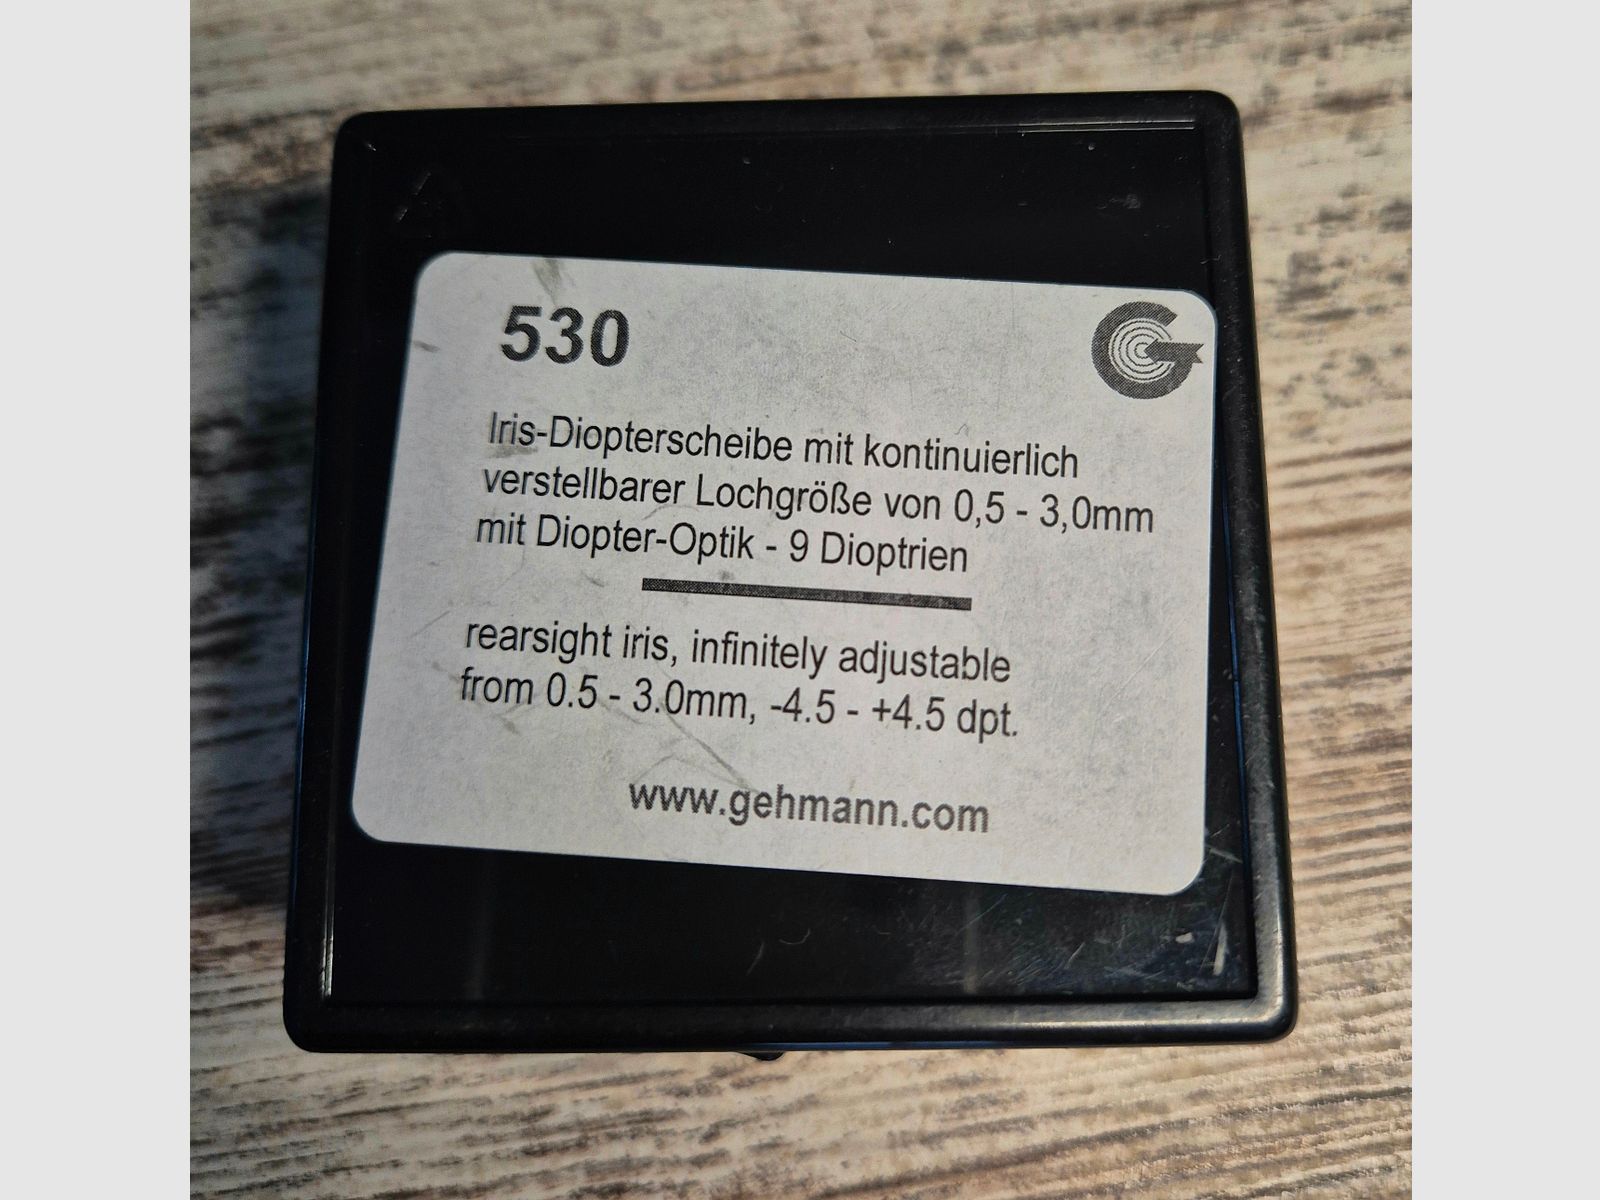 530
Iris-Diopterscheibe mit kontinuierlich
verstellbarer Lochgröße von 0,5 - 3,0mm
mit Diopter-Optik - 9 Dioptrien
rearsight iris, infinitely adjustable
from 0.5 - 3.0mm, -4.5 - +4.5 dpt.
www.gehmann.com